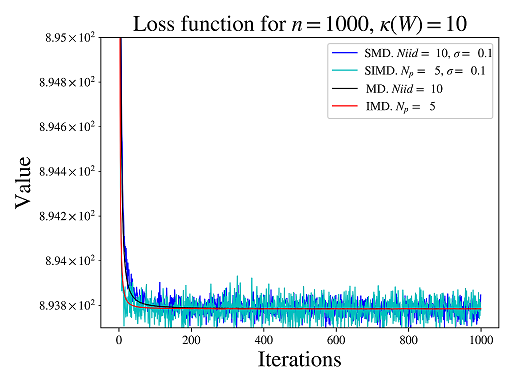 Loss function for n = 1000, κ(W) = 10
8.95 × 10²
8.948 × 10²
8.946 × 10²
8.944 × 10²
8.942 × 10²
8.94 × 10²
8.938 × 10²
Value
SMD. Niid = 10, σ = 0.1
SIMD. Nₚ = 5, σ = 0.1
MD. Niid = 10
IMD. Nₚ = 5
0 200 400 600 800 1000
Iterations